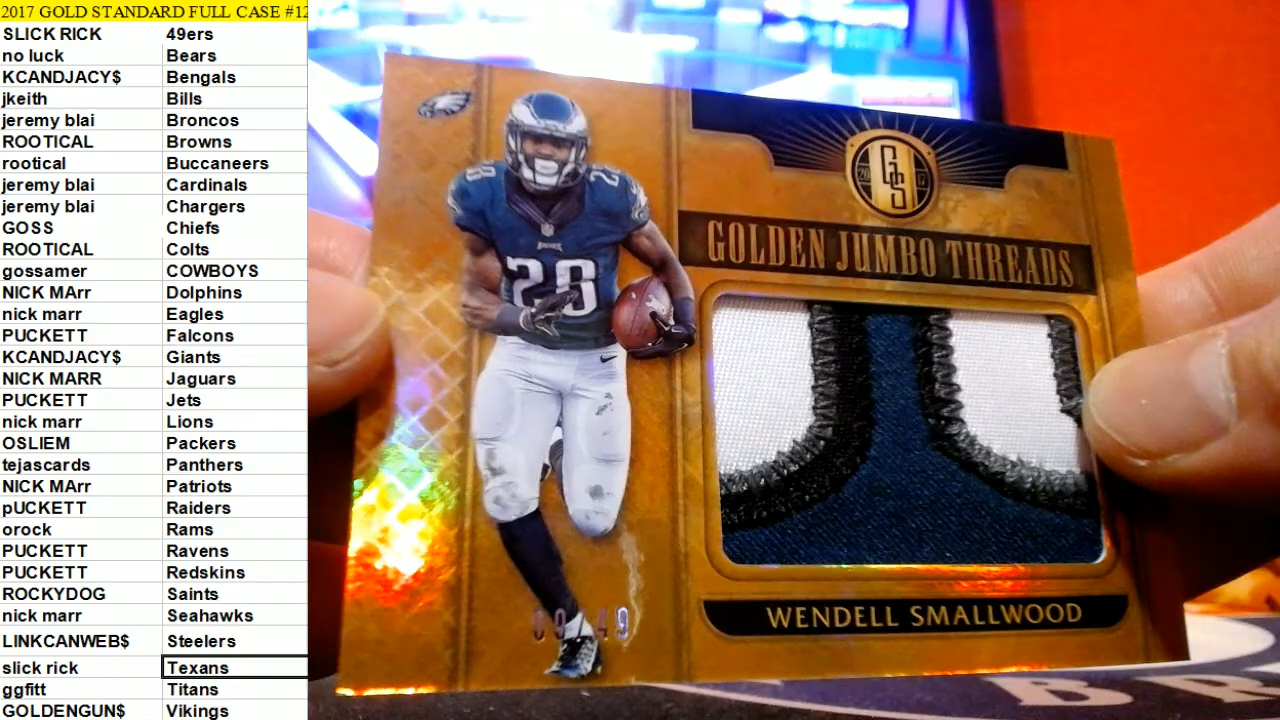 2017 GOLD STANDARD FULL CASE #12
SLICK RICK 49ers
no luck Bears
KCANDJACY$ Bengals
jkeith Bills
jeremy blai Broncos
ROOTICAL Browns
rootical Buccaneers
jeremy blai Cardinals
jeremy blai Chargers
GOSS Chiefs
ROOTICAL Colts
gossamer COWBOYS
NICK MArr Dolphins
nick marr Eagles
PUCKETT Falcons
KCANDJACY$ Giants
NICK MARR Jaguars
PUCKETT Jets
nick marr Lions
OSLIEM Packers
tejascards Panthers
NICK MArr Patriots
pUCKETT Raiders
orock Rams
PUCKETT Ravens
PUCKETT Redskins
ROCKYDOG Saints
nick marr Seahawks
LINKCANWEB$ Steelers
slick rick Texans
ggfitt Titans
GOLDENGUN$ Vikings
20 GS 17
GOLDEN JUMBO THREADS
28
28
WENDELL SMALLWOOD
BR